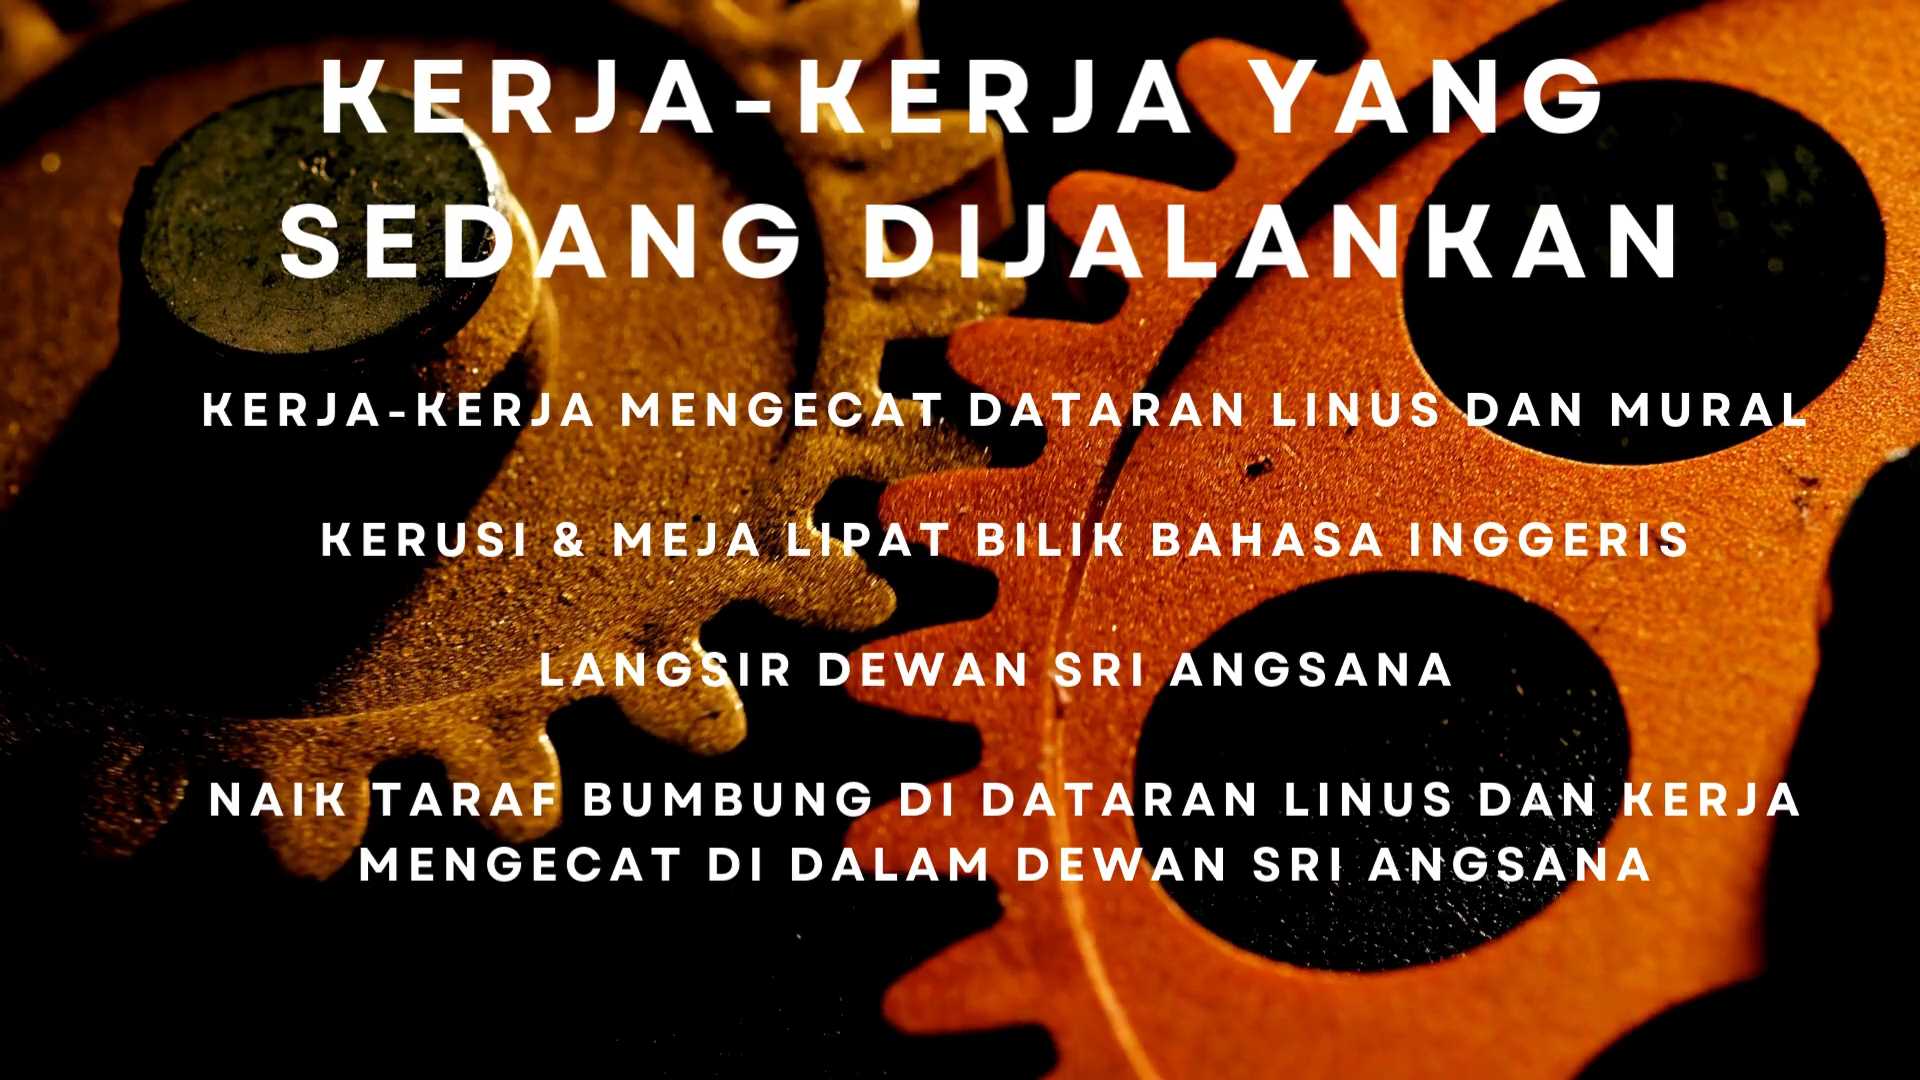 KERJA-KERJA YANG
SEDANG DIJALANKAN
KERJA-KERJA MENGECAT DATARAN LINUS DAN MURAL
KERUSI & MEJA LIPAT BILIK BAHASA INGGERIS
LANGSIR DEWAN SRI ANGSANA
NAIK TARAF BUMBUNG DI DATARAN LINUS DAN KERJA
MENGECAT DI DALAM DEWAN SRI ANGSANA